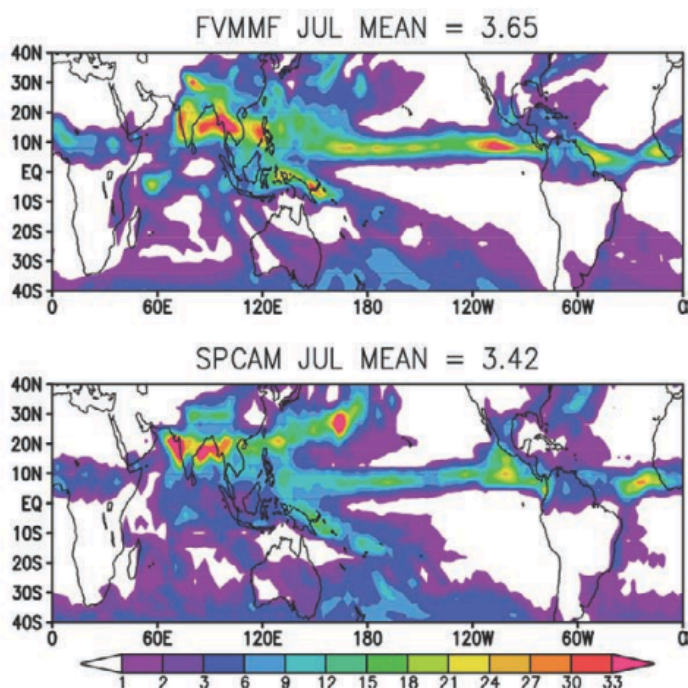 FVMMF JUL MEAN = 3.65
40N
30N
20N
10N
EQ
10S
20S
30S
40S
0 60E 120E 180 120W 60W 0
SPCAM JUL MEAN = 3.42
40N
30N
20N
10N
EQ
10S
20S
30S
40S
0 60E 120E 180 120W 60W 0
1 2 3 6 9 12 15 18 21 24 27 30 33